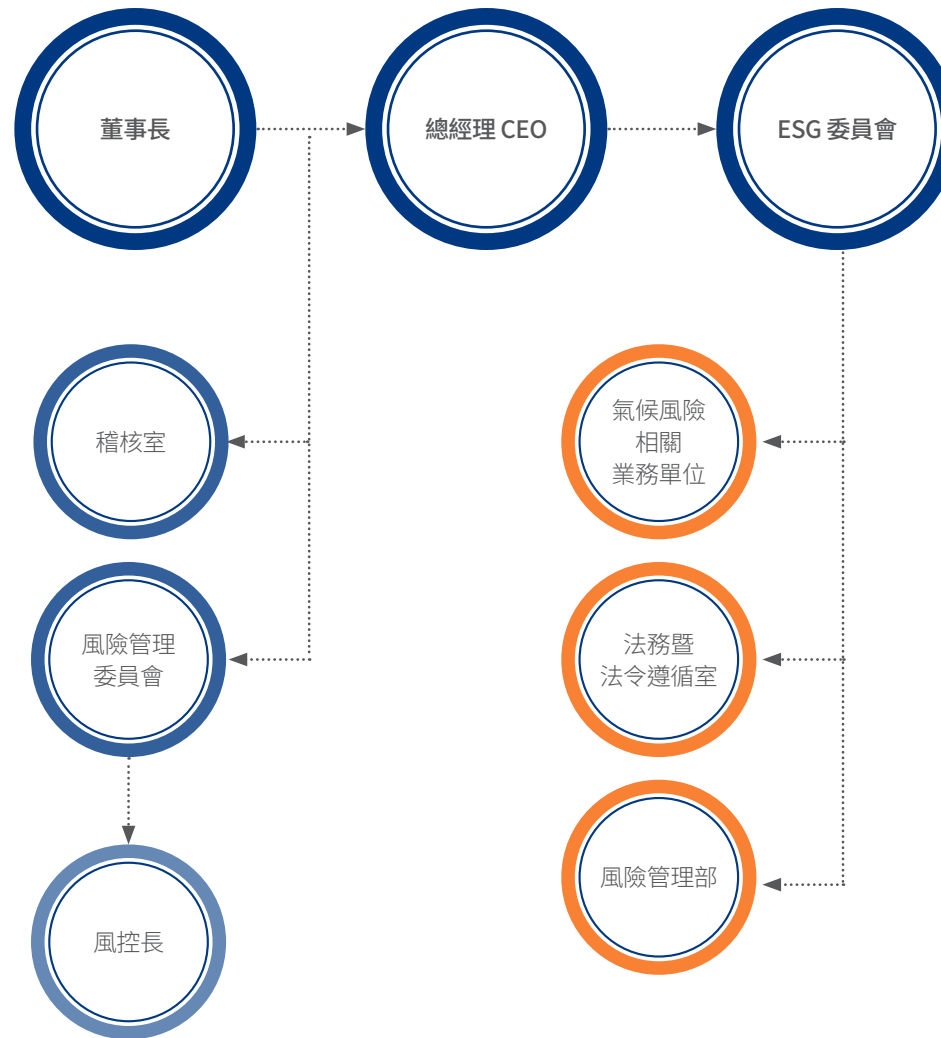 董事長
總經理 CEO
ESG 委員會
稽核室
風險管理
委員會
風控長
氣候風險
相關
業務單位
法務暨
法令遵循室
風險管理部